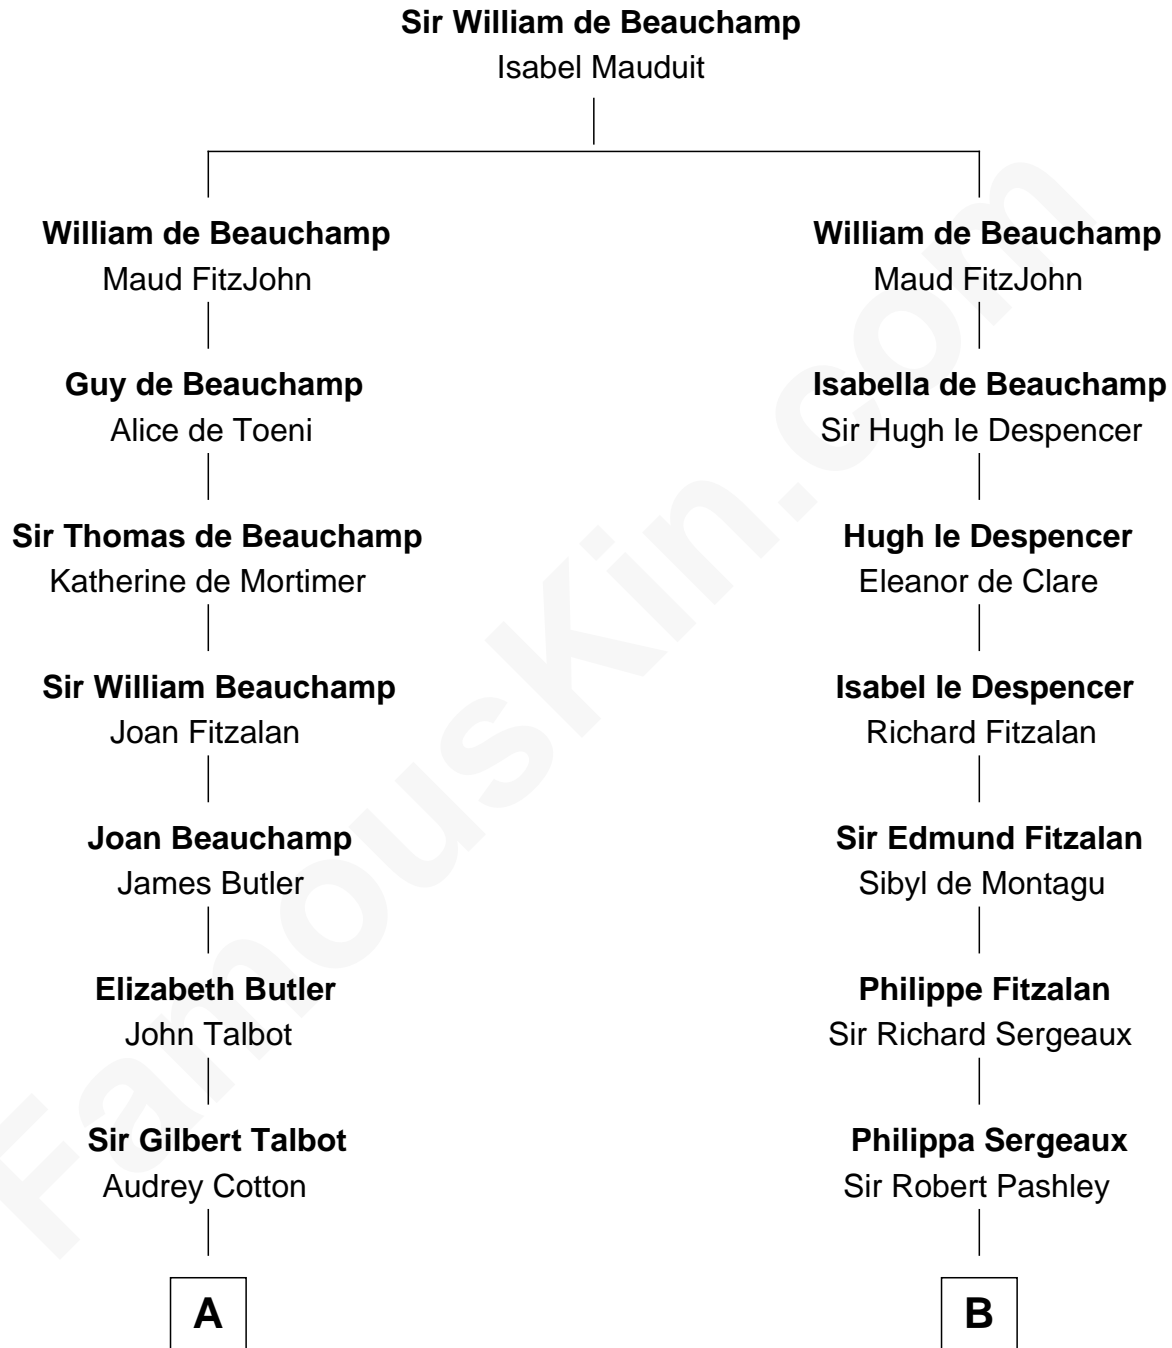 Sir William de Beauchamp
Isabel Mauduit
William de Beauchamp
Maud FitzJohn
Guy de Beauchamp
Alice de Toeni
Sir Thomas de Beauchamp
Katherine de Mortimer
Sir William Beauchamp
Joan Fitzalan
Joan Beauchamp
James Butler
Elizabeth Butler
John Talbot
Sir Gilbert Talbot
Audrey Cotton
A
William de Beauchamp
Maud FitzJohn
Isabella de Beauchamp
Sir Hugh le Despencer
Hugh le Despencer
Eleanor de Clare
Isabel le Despencer
Richard Fitzalan
Sir Edmund Fitzalan
Sibyl de Montagu
Philippe Fitzalan
Sir Richard Sergeaux
Philippa Sergeaux
Sir Robert Pashley
B
FamousKin.com